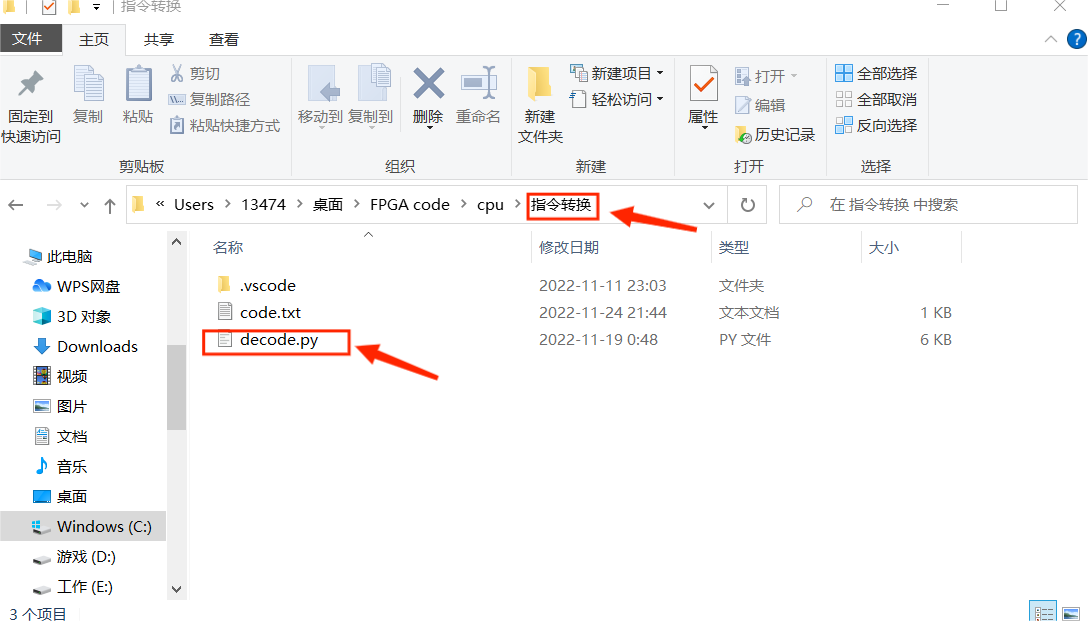 指令转换
文件 主页 共享 查看
固定到快速访问
复制
粘贴
剪切
复制路径
粘贴快捷方式
剪贴板
移动到
复制到
删除
重命名
组织
新建文件夹
新建项目
轻松访问
新建
属性
打开
编辑
历史记录
打开
全部选择
全部取消
反向选择
选择
« Users > 13474 > 桌面 > FPGA code > cpu > 指令转换
在 指令转换 中搜索
此电脑
WPS网盘
3D 对象
Downloads
视频
图片
文档
音乐
桌面
Windows (C:)
游戏 (D:)
工作 (E:)
名称 修改日期 类型 大小
.vscode 2022-11-11 23:03 文件夹
code.txt 2022-11-24 21:44 文本文档 1 KB
decode.py 2022-11-19 0:48 PY 文件 6 KB
3 个项目